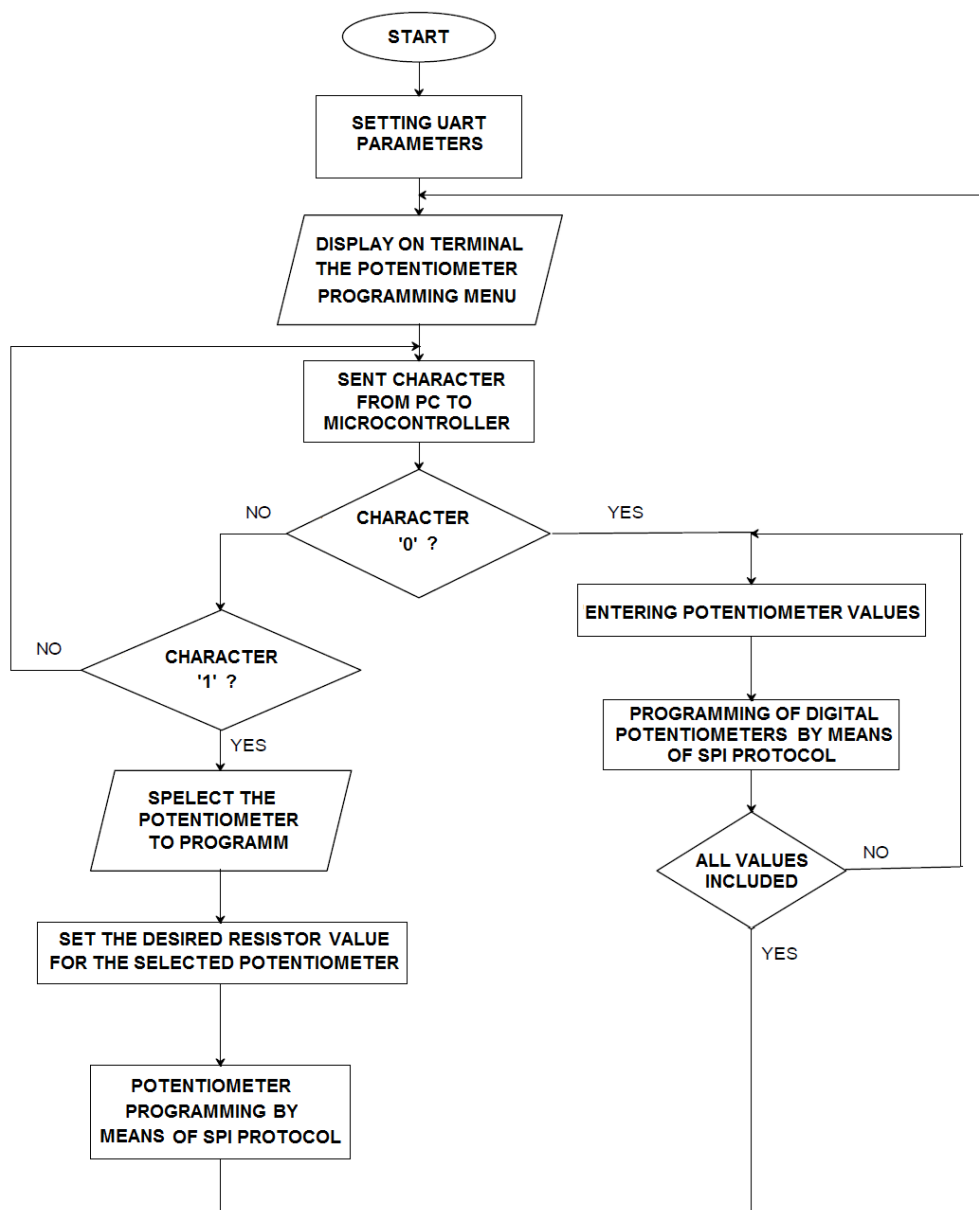 START
SETTING UART
PARAMETERS
DISPLAY ON TERMINAL
THE POTENTIOMETER
PROGRAMMING MENU
SENT CHARACTER
FROM PC TO
MICROCONTROLLER
NO
CHARACTER
'0' ?
YES
ENTERING POTENTIOMETER VALUES
NO
CHARACTER
'1' ?
PROGRAMMING OF DIGITAL
POTENTIOMETERS BY MEANS
OF SPI PROTOCOL
YES
SPELECT THE
POTENTIOMETER
TO PROGRAMM
ALL VALUES
INCLUDED
NO
SET THE DESIRED RESISTOR VALUE
FOR THE SELECTED POTENTIOMETER
YES
POTENTIOMETER
PROGRAMMING BY
MEANS OF SPI PROTOCOL